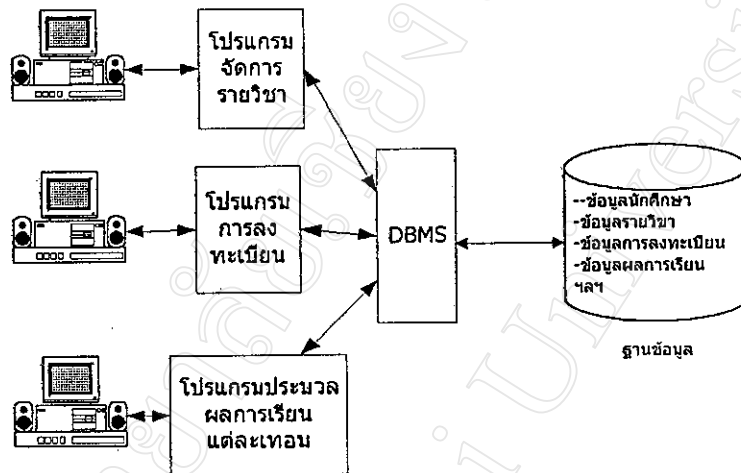 โปรแกรม
จัดการ
รายวิชา
โปรแกรม
การลง
ทะเบียน
DBMS
--ข้อมูลนักศึกษา
-ข้อมูลรายวิชา
-ข้อมูลการลงทะเบียน
-ข้อมูลผลการเรียน
ฯลฯ
ฐานข้อมูล
โปรแกรมประมวล
ผลการเรียน
แต่ละเทอม